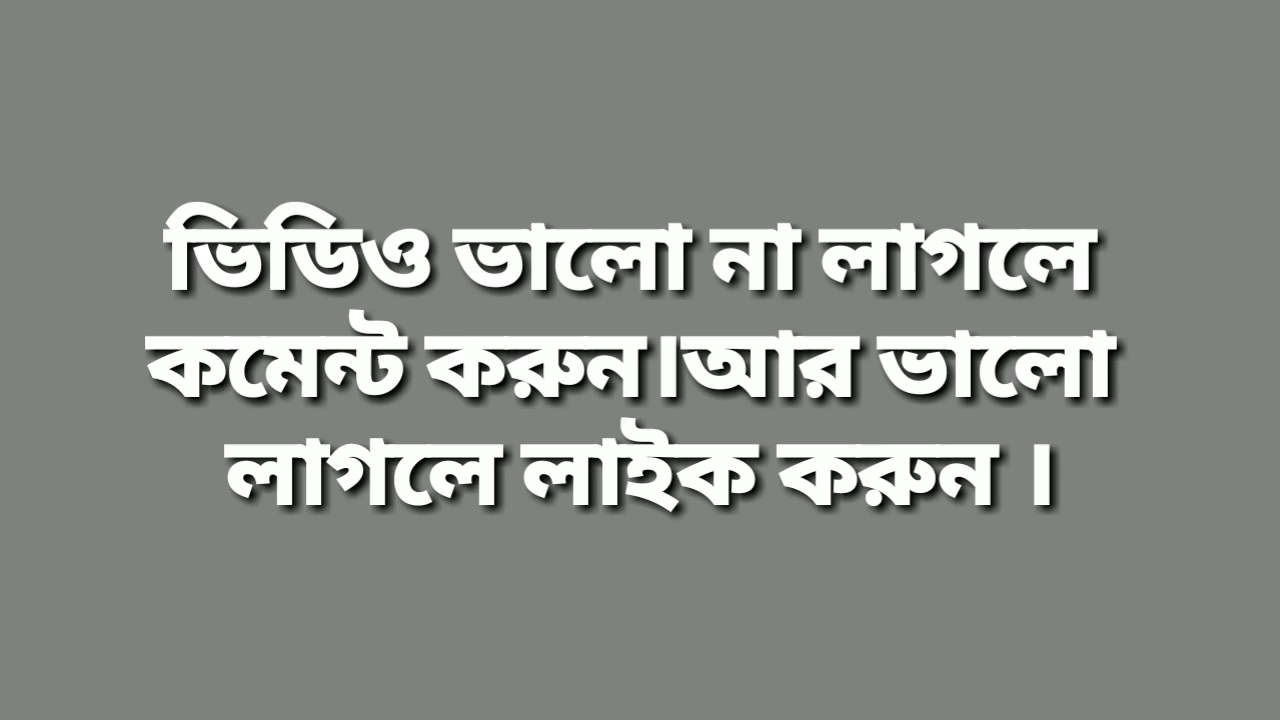 ভিডিও ভালো না লাগলে
কমেন্ট করুন।আর ভালো
লাগলে লাইক করুন ।